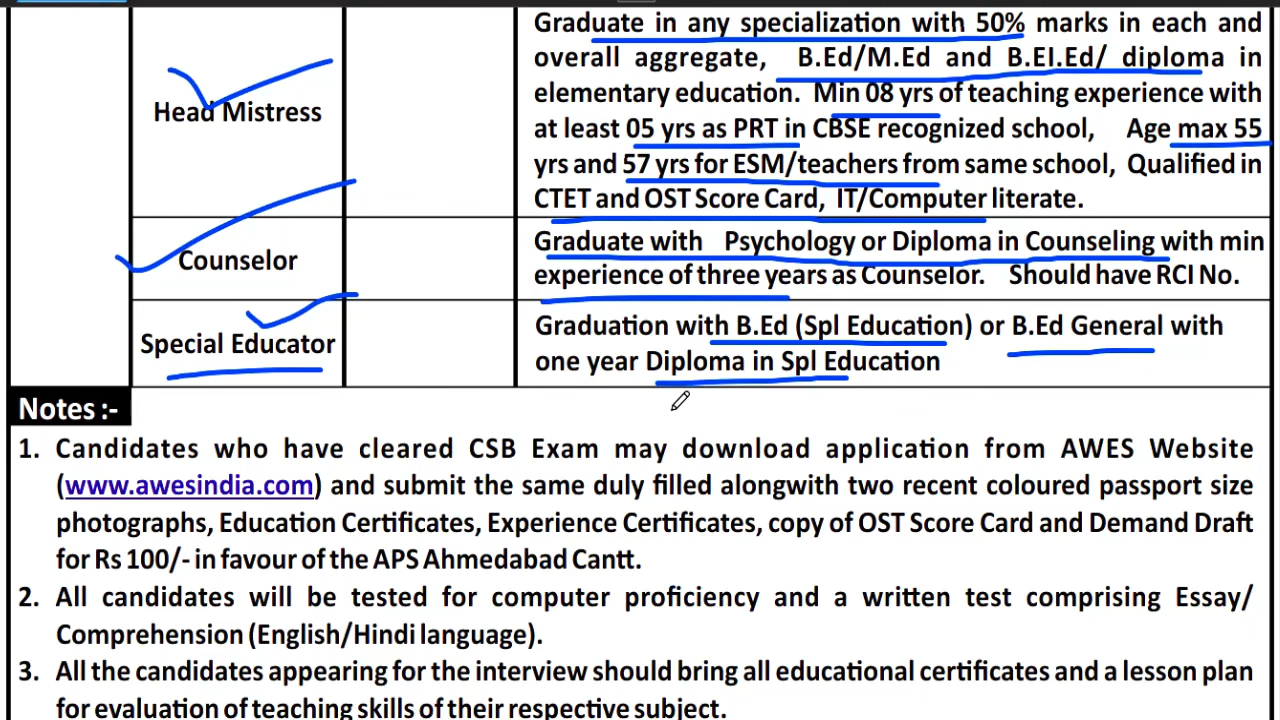 Graduate in any specialization with 50% marks in each and
overall aggregate, B.Ed/M.Ed and B.EI.Ed/ diploma in
elementary education. Min 08 yrs of teaching experience with
Head Mistress
at least 05 yrs as PRT in CBSE recognized school, Age max 55
yrs and 57 yrs for ESM/teachers from same school, Qualified in
CTET and OST Score Card, IT/Computer literate.
Counselor
Graduate with Psychology or Diploma in Counseling with min
experience of three years as Counselor. Should have RCI No.
Special Educator
Graduation with B.Ed (Spl Education) or B.Ed General with
one year Diploma in Spl Education
Notes :-
1. Candidates who have cleared CSB Exam may download application from AWES Website
(www.awesindia.com) and submit the same duly filled alongwith two recent coloured passport size
photographs, Education Certificates, Experience Certificates, copy of OST Score Card and Demand Draft
for Rs 100/- in favour of the APS Ahmedabad Cantt.
2. All candidates will be tested for computer proficiency and a written test comprising Essay/
Comprehension (English/Hindi language).
3. All the candidates appearing for the interview should bring all educational certificates and a lesson plan
for evaluation of teaching skills of their respective subject.